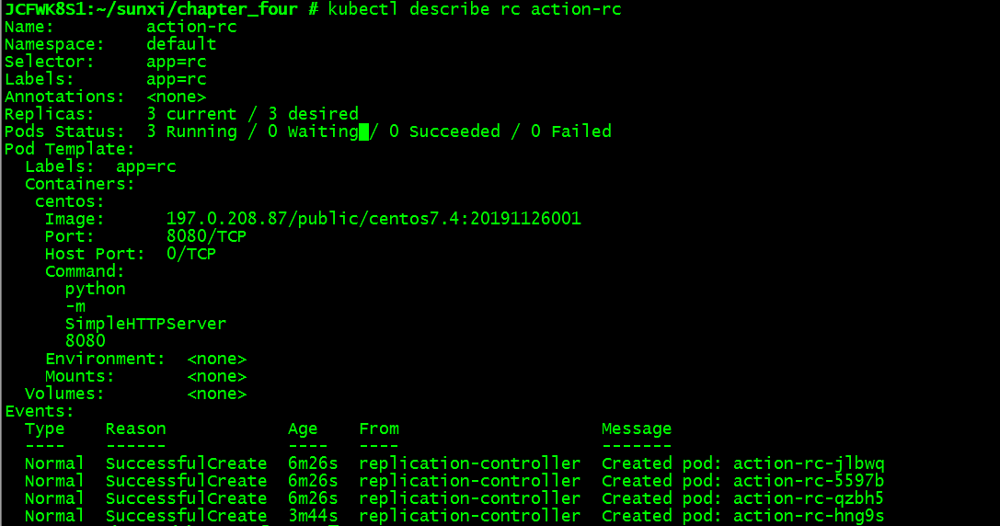 JCFWK8S1:~/sunxi/chapter_four # kubectl describe rc action-rc
Name:         action-rc
Namespace:    default
Selector:     app=rc
Labels:       app=rc
Annotations:  <none>
Replicas:     3 current / 3 desired
Pods Status:  3 Running / 0 Waiting / 0 Succeeded / 0 Failed
Pod Template:
  Labels:  app=rc
  Containers:
   centos:
    Image:      197.0.208.87/public/centos7.4:20191126001
    Port:       8080/TCP
    Host Port:  0/TCP
    Command:
      python
      -m
      SimpleHTTPServer
      8080
    Environment:  <none>
    Mounts:       <none>
  Volumes:        <none>
Events:
  Type    Reason            Age    From                    Message
  ----    ------            ----   ----                    -------
  Normal  SuccessfulCreate  6m26s  replication-controller  Created pod: action-rc-jlbwq
  Normal  SuccessfulCreate  6m26s  replication-controller  Created pod: action-rc-5597b
  Normal  SuccessfulCreate  6m26s  replication-controller  Created pod: action-rc-qzbh5
  Normal  SuccessfulCreate  3m44s  replication-controller  Created pod: action-rc-hng9s